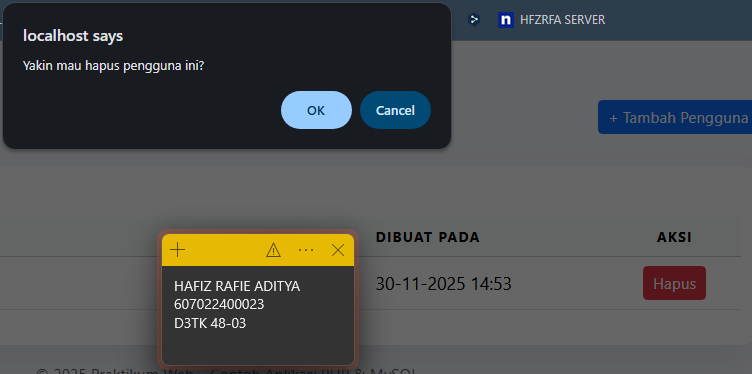 localhost says
Yakin mau hapus pengguna ini?
OK
Cancel
n HFZRFA SERVER
+ Tambah Pengguna
DIBUAT PADA
AKSI
30-11-2025 14:53
Hapus
HAFIZ RAFIE ADITYA
607022400023
D3TK 48-03
© 2025 Praktikum Web - Contoh Aplikasi PHP & MySQL